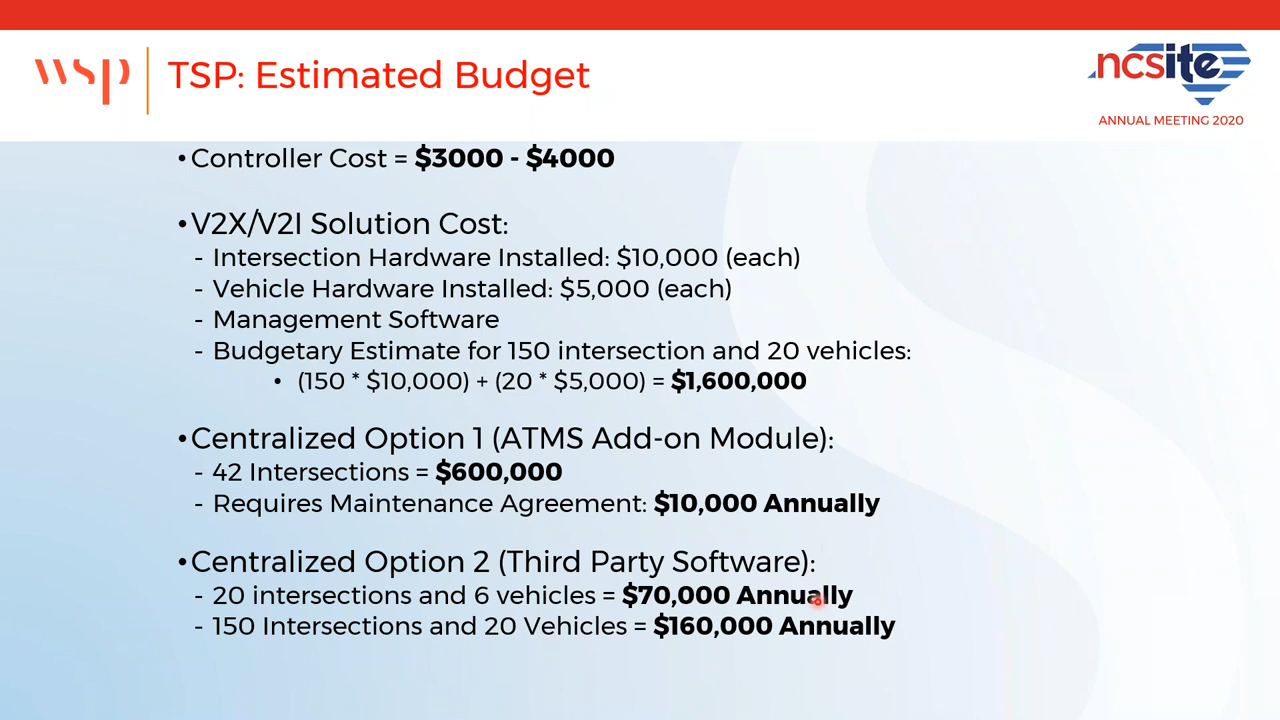 wsp
TSP: Estimated Budget
ncsite
ANNUAL MEETING 2020
• Controller Cost = $3000 - $4000
• V2X/V2I Solution Cost:
- Intersection Hardware Installed: $10,000 (each)
- Vehicle Hardware Installed: $5,000 (each)
- Management Software
- Budgetary Estimate for 150 intersection and 20 vehicles:
• (150 * $10,000) + (20 * $5,000) = $1,600,000
• Centralized Option 1 (ATMS Add-on Module):
- 42 Intersections = $600,000
- Requires Maintenance Agreement: $10,000 Annually
• Centralized Option 2 (Third Party Software):
- 20 intersections and 6 vehicles = $70,000 Annually
- 150 Intersections and 20 Vehicles = $160,000 Annually